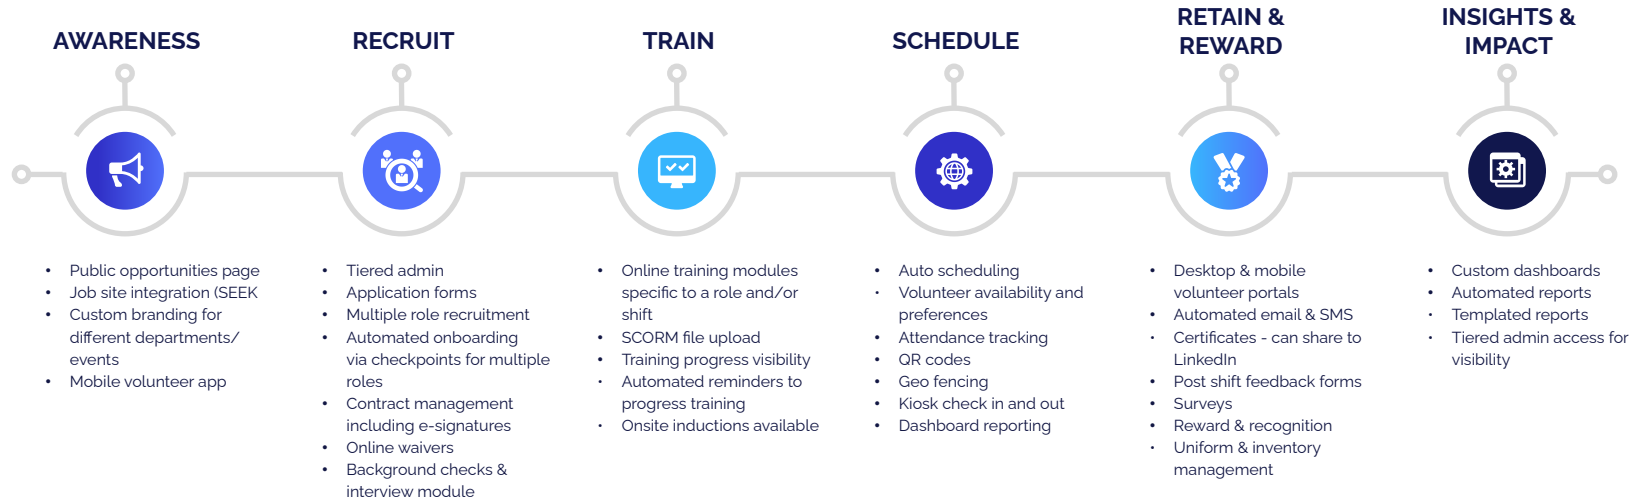 AWARENESS
• Public opportunities page
• Job site integration (SEEK
• Custom branding for
different departments/
events
• Mobile volunteer app
RECRUIT
• Tiered admin
• Application forms
• Multiple role recruitment
• Automated onboarding
via checkpoints for multiple
roles
• Contract management
including e-signatures
• Online waivers
• Background checks &
interview module
TRAIN
• Online training modules
specific to a role and/or
shift
• SCORM file upload
• Training progress visibility
• Automated reminders to
progress training
• Onsite inductions available
SCHEDULE
• Auto scheduling
• Volunteer availability and
preferences
• Attendance tracking
• QR codes
• Geo fencing
• Kiosk check in and out
• Dashboard reporting
RETAIN &
REWARD
• Desktop & mobile
volunteer portals
• Automated email & SMS
• Certificates - can share to
LinkedIn
• Post shift feedback forms
• Surveys
• Reward & recognition
• Uniform & inventory
management
INSIGHTS &
IMPACT
• Custom dashboards
• Automated reports
• Templated reports
• Tiered admin access for
visibility